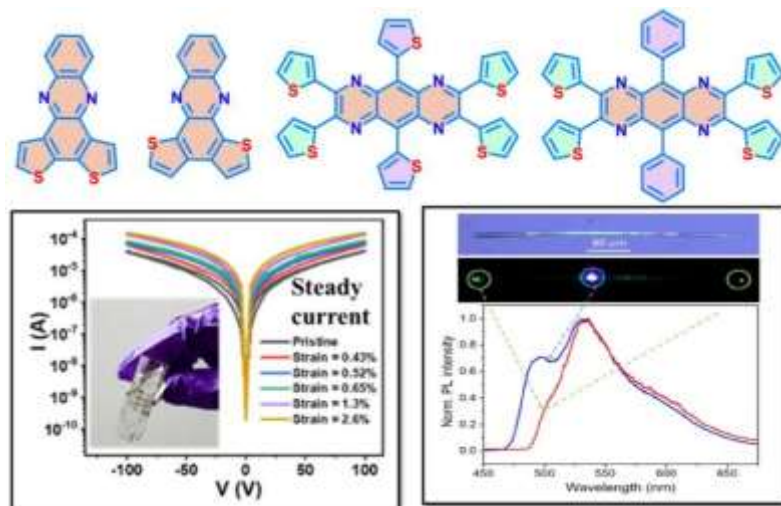 N N
S S
N N
S S
S
S N N S
S N N S
S
S N N S
S N N S
I (A)
10⁻⁴
10⁻⁵
10⁻⁶
10⁻⁷
10⁻⁸
10⁻⁹
10⁻¹⁰
Steady
current
Pristine
Strain = 0.43%
Strain = 0.52%
Strain = 0.65%
Strain = 1.3%
Strain = 2.6%
-100 -50 0 50 100
V (V)
Norm. PL intensity
1.0
0.8
0.6
0.4
0.2
0.0
450 500 550 600 650
Wavelength (nm)